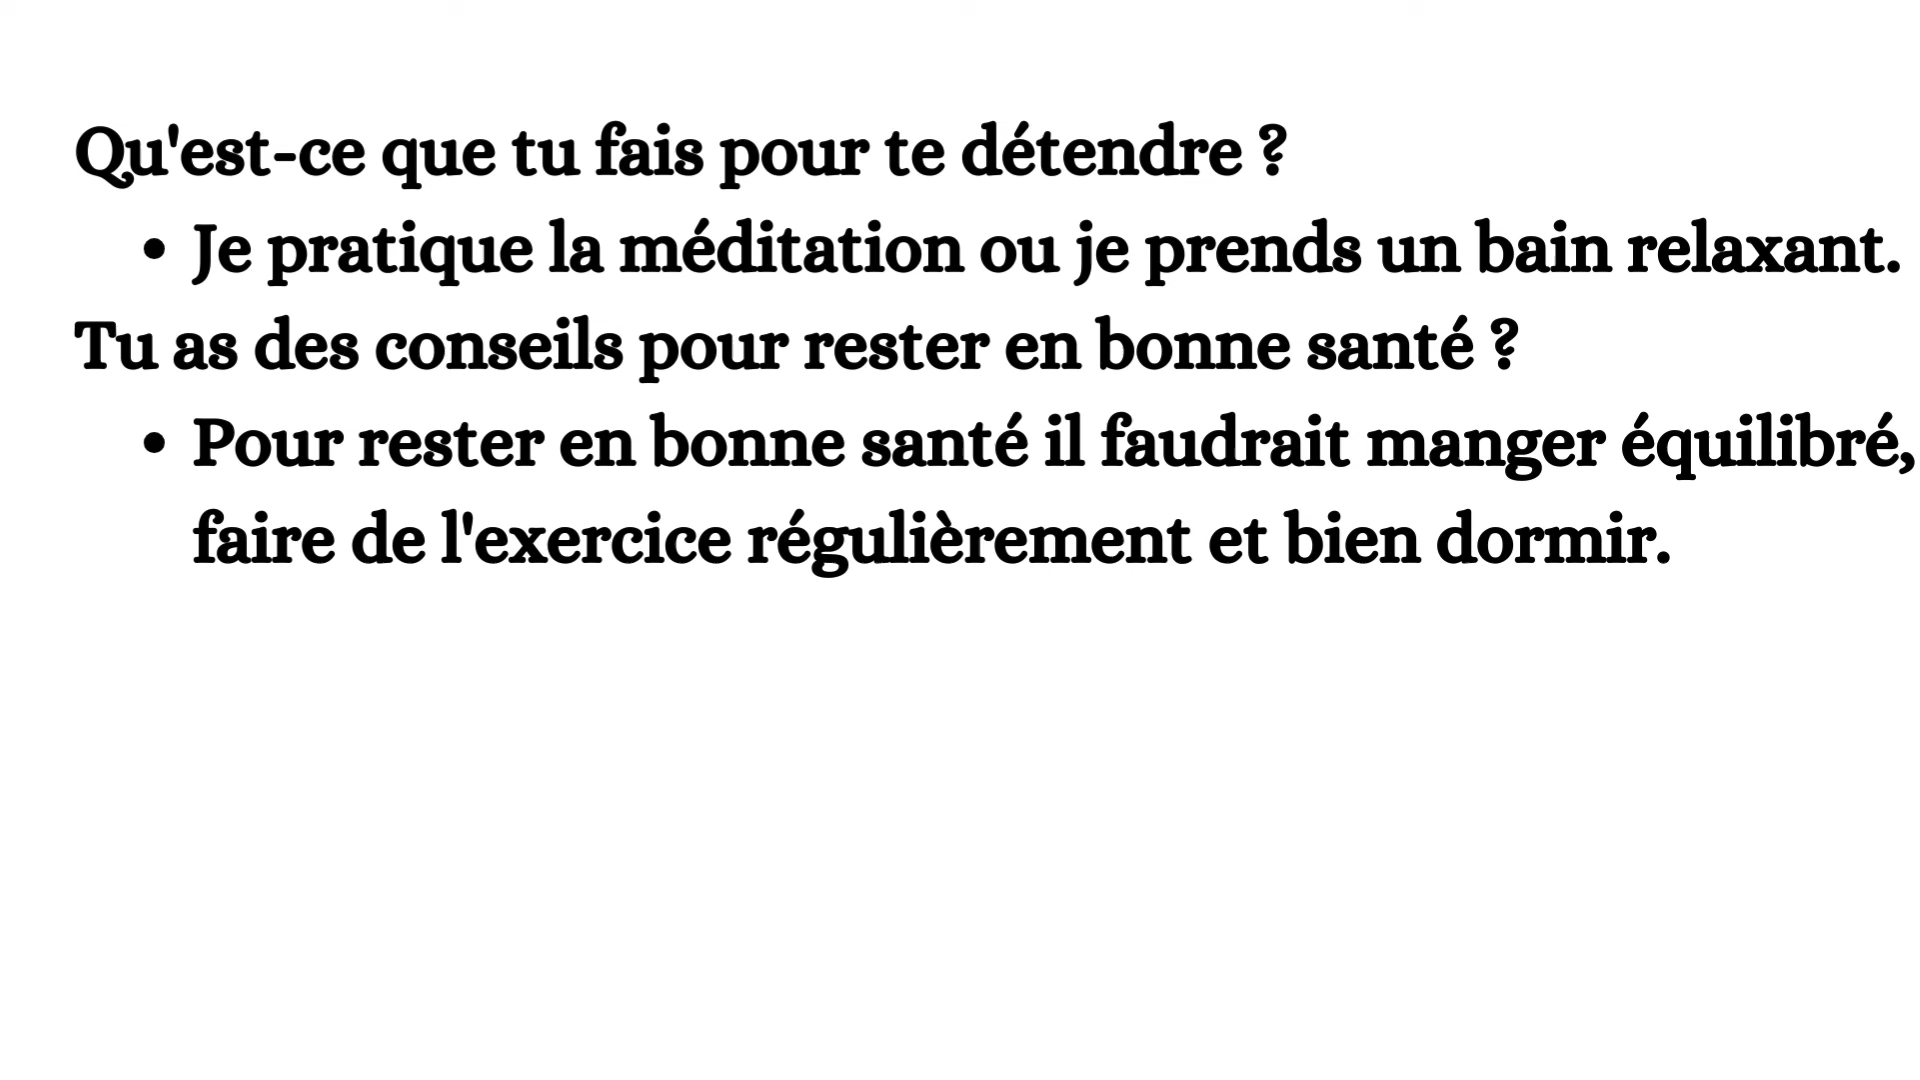 Qu'est-ce que tu fais pour te détendre ?
• Je pratique la méditation ou je prends un bain relaxant.
Tu as des conseils pour rester en bonne santé ?
• Pour rester en bonne santé il faudrait manger équilibré,
faire de l'exercice régulièrement et bien dormir.